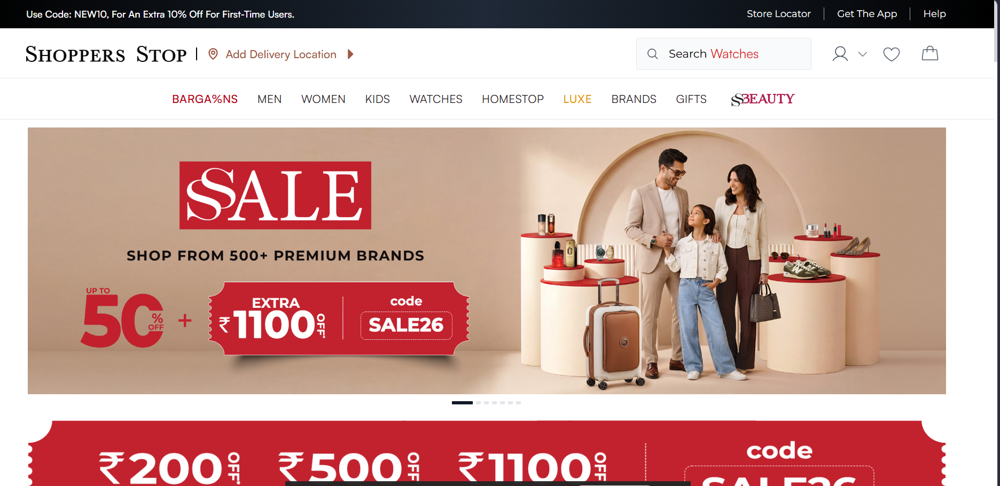 Use Code: NEW10, For An Extra 10% Off For First-Time Users.
Store Locator
Get The App
Help
SHOPPERS STOP
Add Delivery Location
Search Watches
BARGA%NS
MEN
WOMEN
KIDS
WATCHES
HOMESTOP
LUXE
BRANDS
GIFTS
SSBEAUTY
SSALE
SHOP FROM 500+ PREMIUM BRANDS
UP TO
50% OFF
+
EXTRA
₹1100 OFF*
code
SALE26
₹200 OFF*
₹500 OFF
₹1100 OFF
code
SALE26